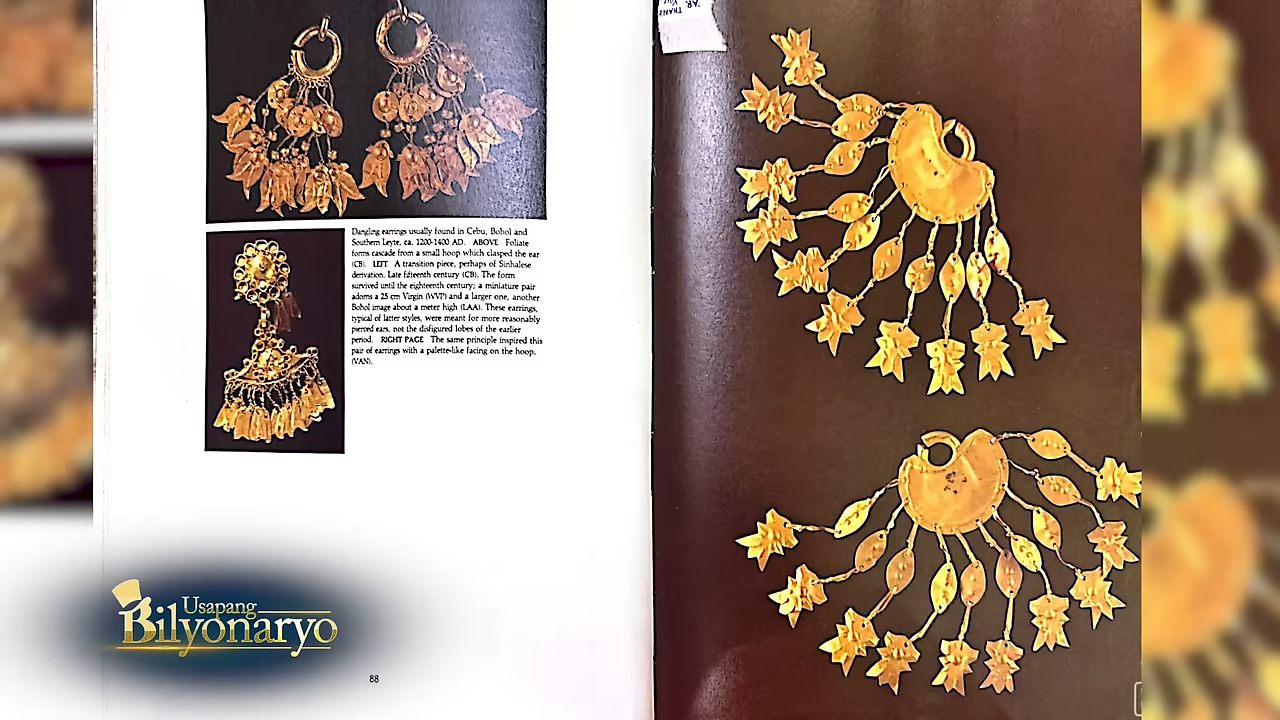 'AR
THANK
You
Dangling earrings usually found in Cebu, Bohol and
Southern Leyte, ca. 1200-1400 AD. ABOVE Foliate
forms cascade from a small hoop which clasped the ear
(CB). LEFT A transition piece, perhaps of Sinhalese
derivation. Late fifteenth century (CB). The form
survived until the eighteenth century; a miniature pair
adorns a 25 cm Virgin (WVP) and a larger one, another
Bohol image about a meter high (LAA). These earrings,
typical of latter styles, were meant for more reasonably
pierced ears, not the disfigured lobes of the earlier
period. RIGHT PAGE The same principle inspired this
pair of earrings with a palette-like facing on the hoop.
(VAN).
Usapang
Bilyonaryo
88